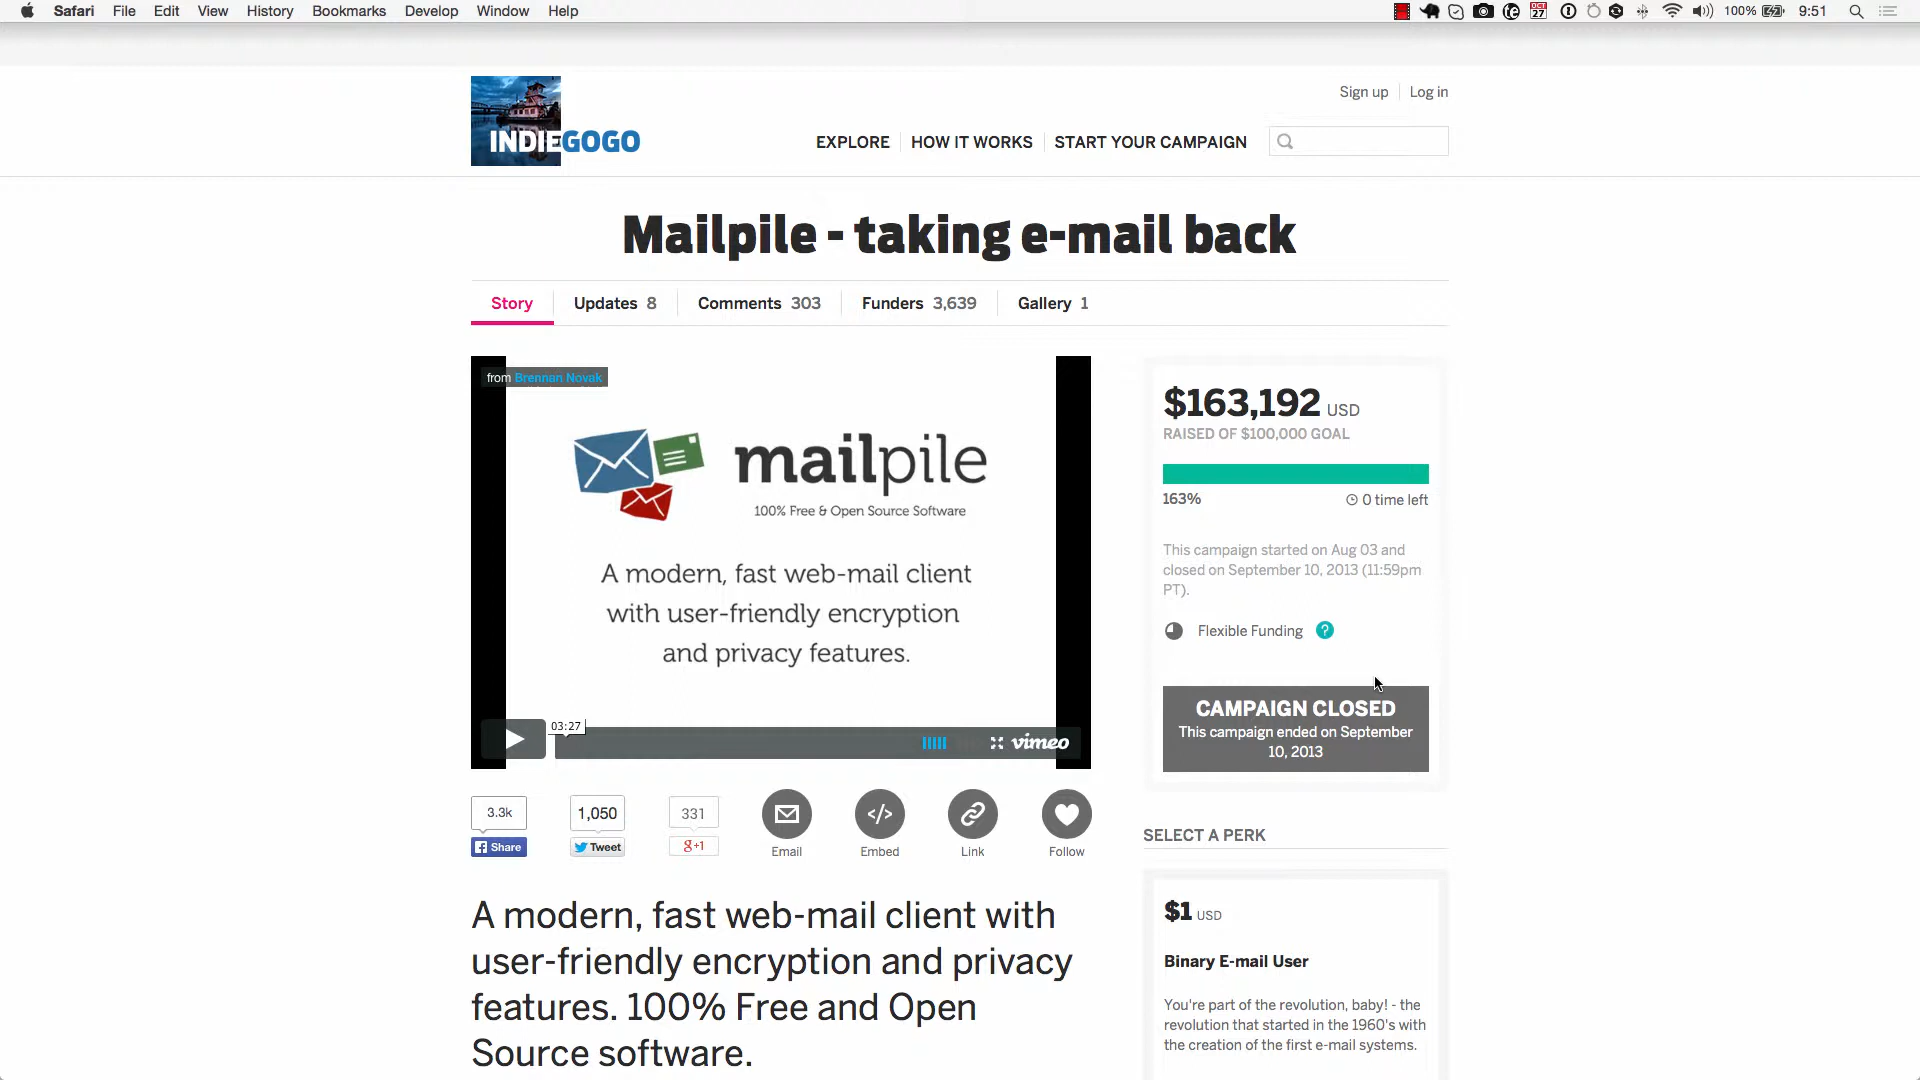 Safari File Edit View History Bookmarks Develop Window Help
OCT 27 100% 9:51
Sign up Log in
INDIEGOGO
EXPLORE HOW IT WORKS START YOUR CAMPAIGN
Mailpile - taking e-mail back
Story Updates 8 Comments 303 Funders 3,639 Gallery 1
from Brennan Novak
mailpile
100% Free & Open Source Software
A modern, fast web-mail client
with user-friendly encryption
and privacy features.
03:27
vimeo
$163,192 USD
RAISED OF $100,000 GOAL
163% 0 time left
This campaign started on Aug 03 and
closed on September 10, 2013 (11:59pm
PT).
Flexible Funding ?
CAMPAIGN CLOSED
This campaign ended on September
10, 2013
3.3k 1,050 331
Share Tweet g+1
Email Embed Link Follow
A modern, fast web-mail client with
user-friendly encryption and privacy
features. 100% Free and Open
Source software.
SELECT A PERK
$1 USD
Binary E-mail User
You're part of the revolution, baby! - the
revolution that started in the 1960's with
the creation of the first e-mail systems.